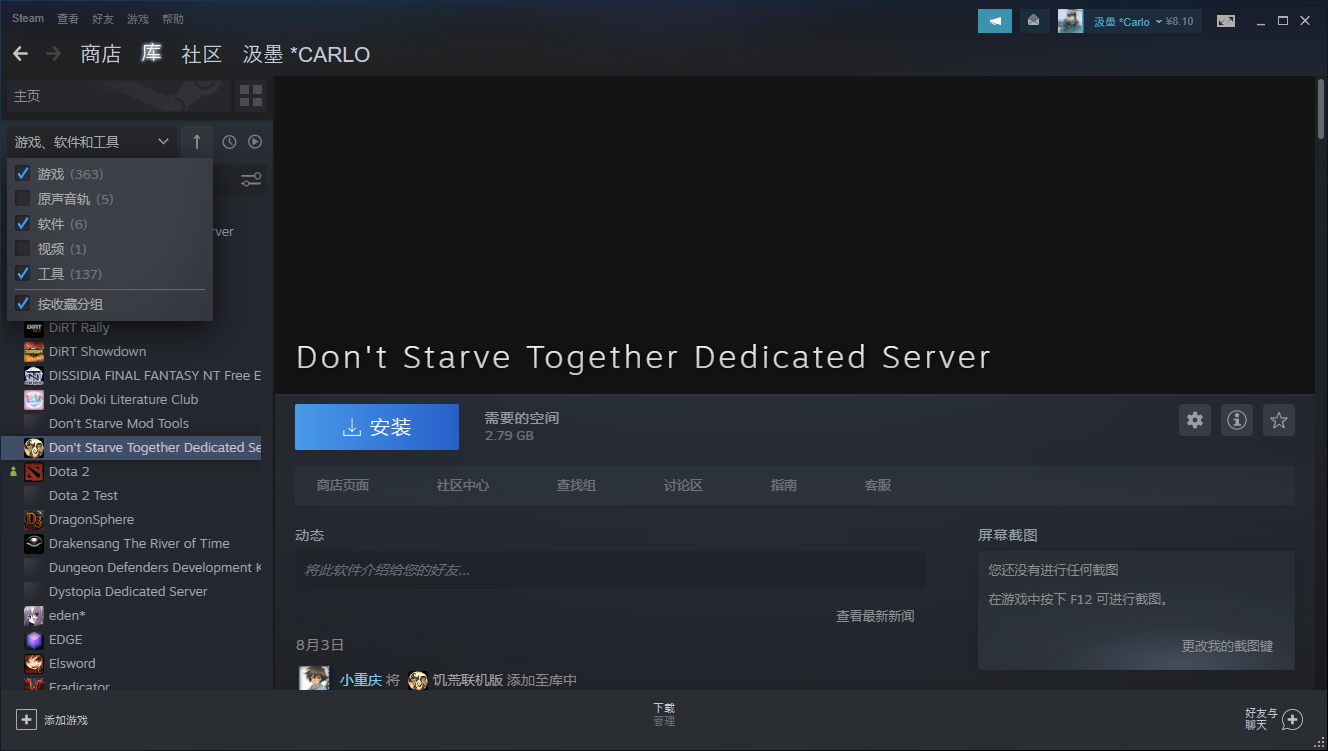 Steam 查看 好友 游戏 帮助
汲墨 *Carlo ¥8.10
商店 库 社区 汲墨 *CARLO
主页
游戏、软件和工具
游戏 (363)
原声音轨 (5)
软件 (6)
rver
视频 (1)
工具 (137)
按收藏分组
DiRT Rally
DiRT Showdown
DISSIDIA FINAL FANTASY NT Free E
Doki Doki Literature Club
Don't Starve Mod Tools
Don't Starve Together Dedicated Se
Dota 2
Dota 2 Test
DragonSphere
Drakensang The River of Time
Dungeon Defenders Development K
Dystopia Dedicated Server
eden*
EDGE
Elsword
Eradicator
Don't Starve Together Dedicated Server
安装
需要的空间
2.79 GB
商店页面 社区中心 查找组 讨论区 指南 客服
动态
将此软件介绍给您的好友...
查看最新新闻
8月3日
小重庆 将 饥荒联机版 添加至库中
屏幕截图
您还没有进行任何截图
在游戏中按下 F12 可进行截图。
更改我的截图键
添加游戏
下载
管理
好友与
聊天